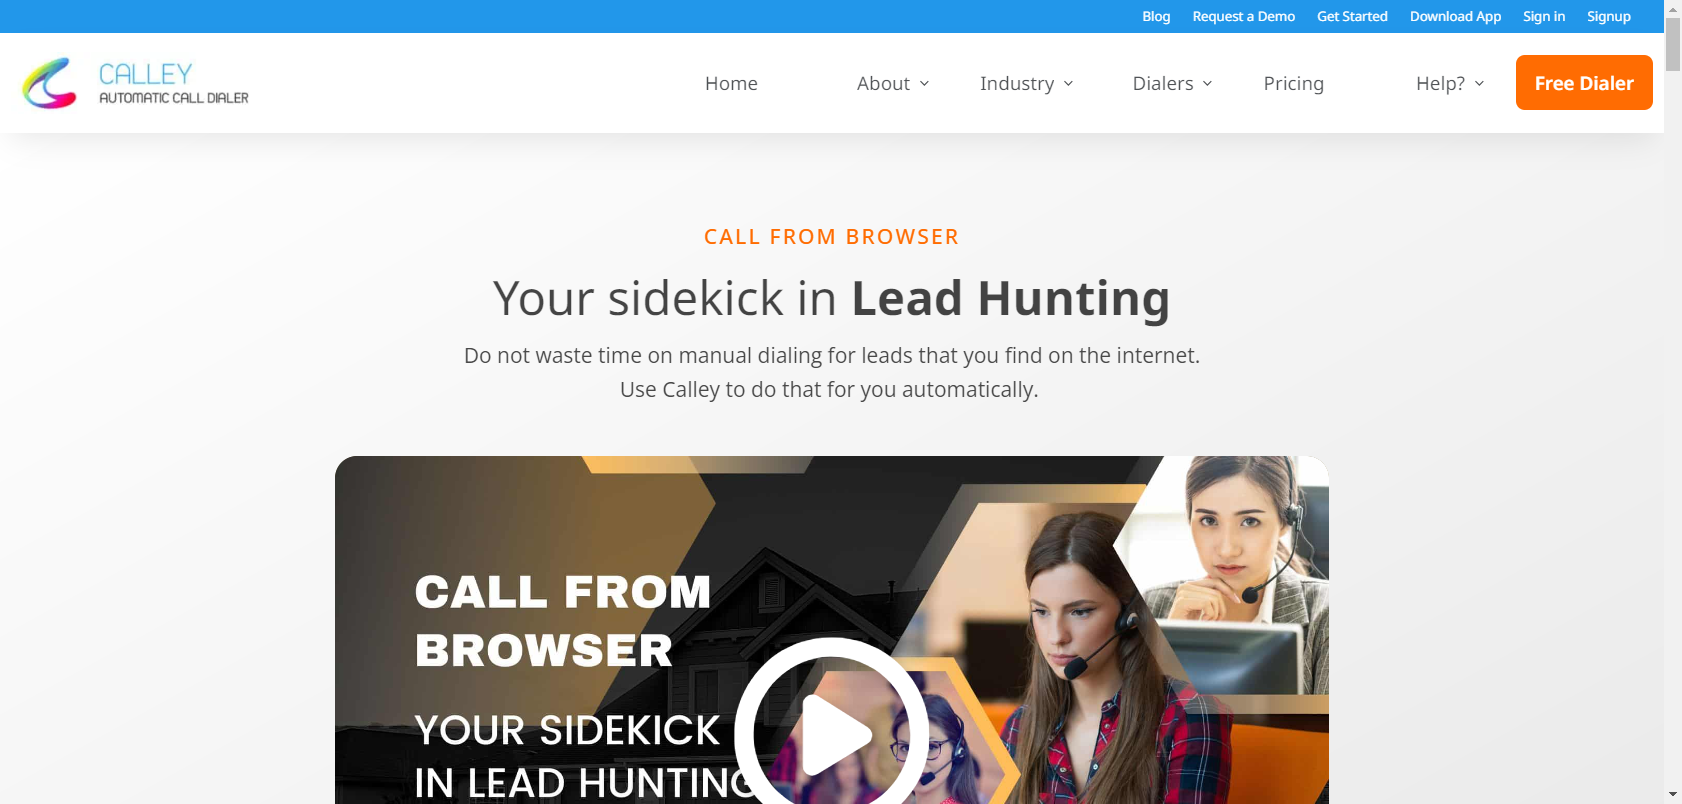 Blog Request a Demo Get Started Download App Sign in Signup
CALLEY
AUTOMATIC CALL DIALER
Home About Industry Dialers Pricing Help? Free Dialer
CALL FROM BROWSER
Your sidekick in Lead Hunting
Do not waste time on manual dialing for leads that you find on the internet.
Use Calley to do that for you automatically.
CALL FROM
BROWSER
YOUR SIDEKICK
IN LEAD HUNTING